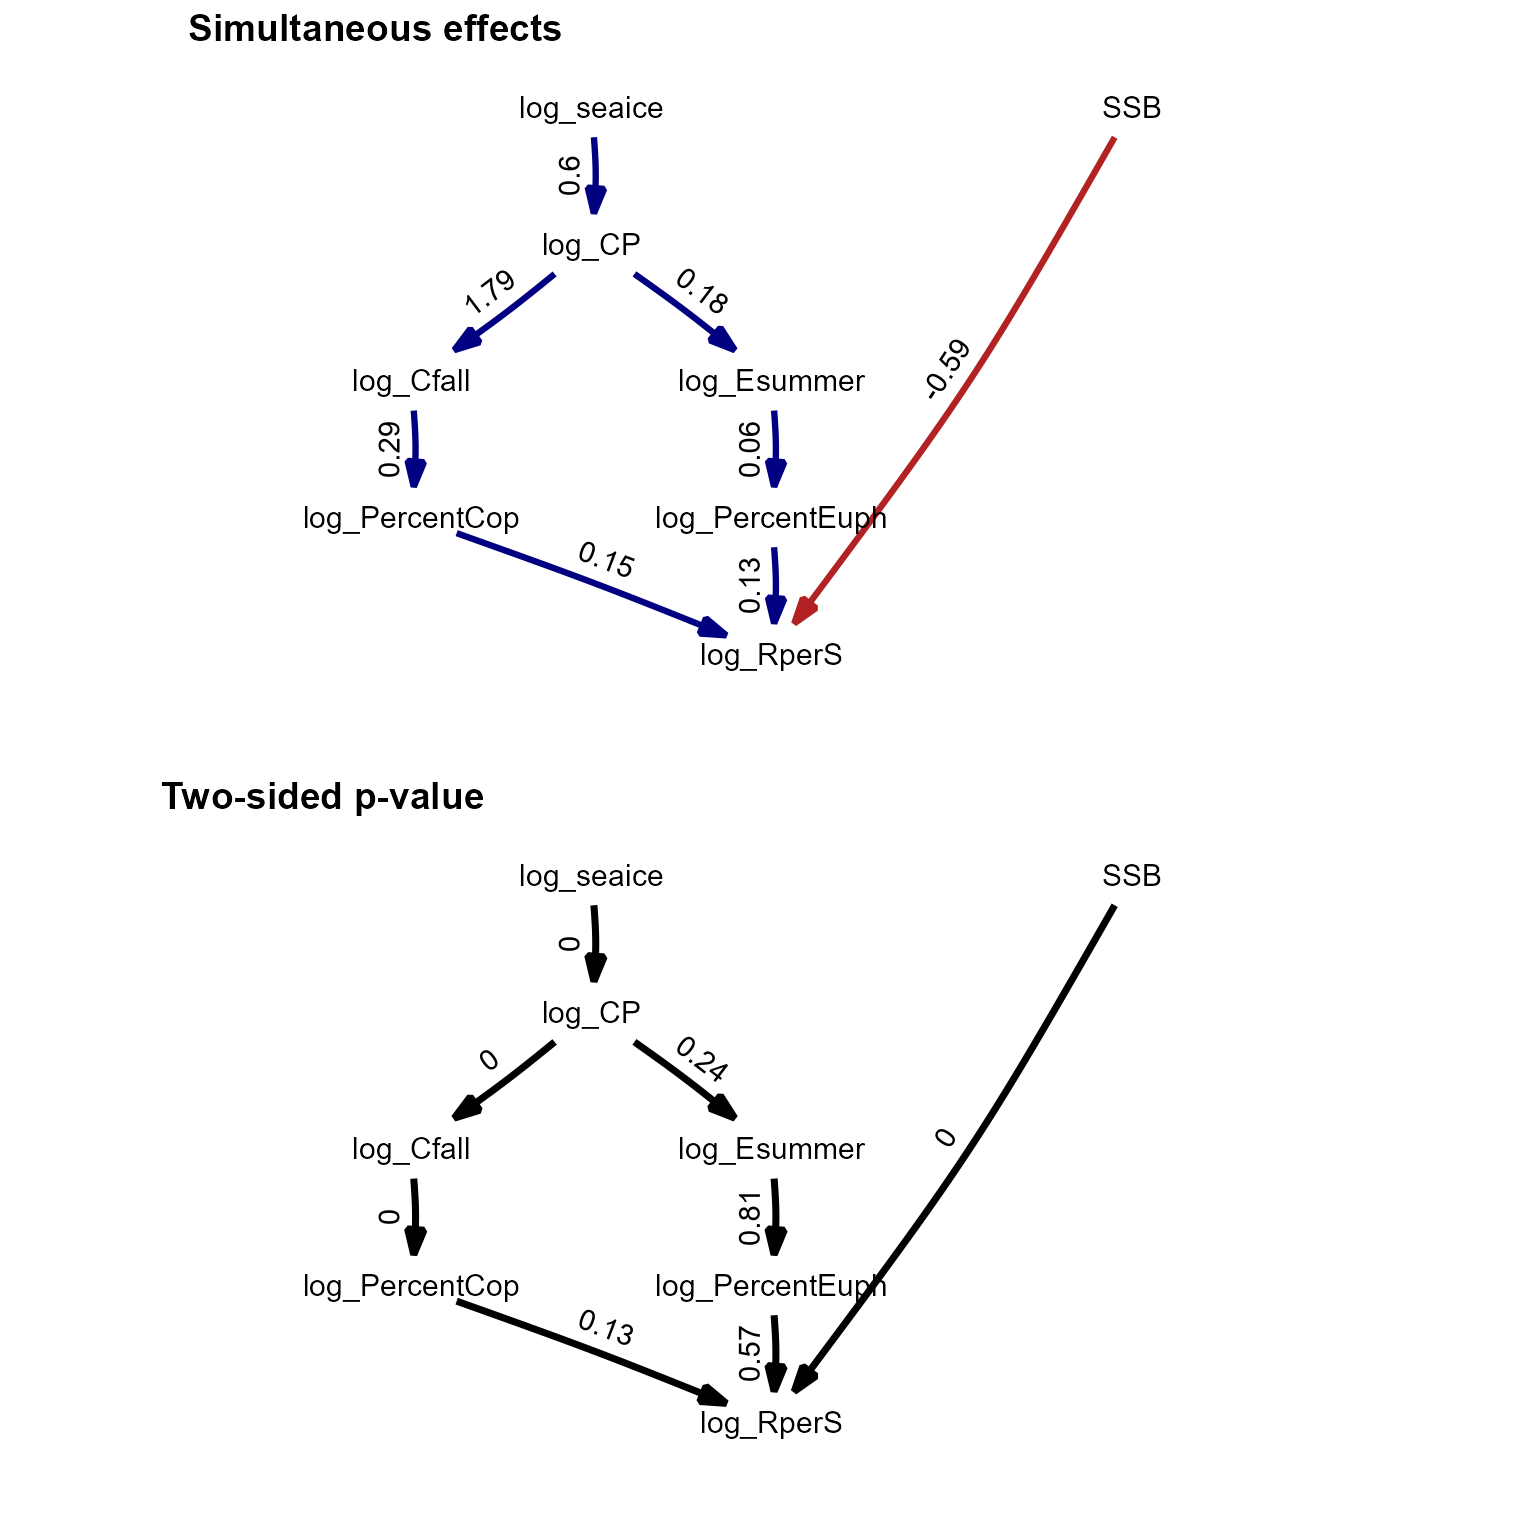 Simultaneous effects
log_seaice
SSB
0.6
log_CP
1.79
0.18
-0.59
log_Cfall
log_Esummer
0.29
0.06
log_PercentCop
log_PercentEuph
0.15
0.13
log_RperS
Two-sided p-value
log_seaice
SSB
0
log_CP
0
0.24
0
log_Cfall
log_Esummer
0
0.81
log_PercentCop
log_PercentEuph
0.13
0.57
log_RperS